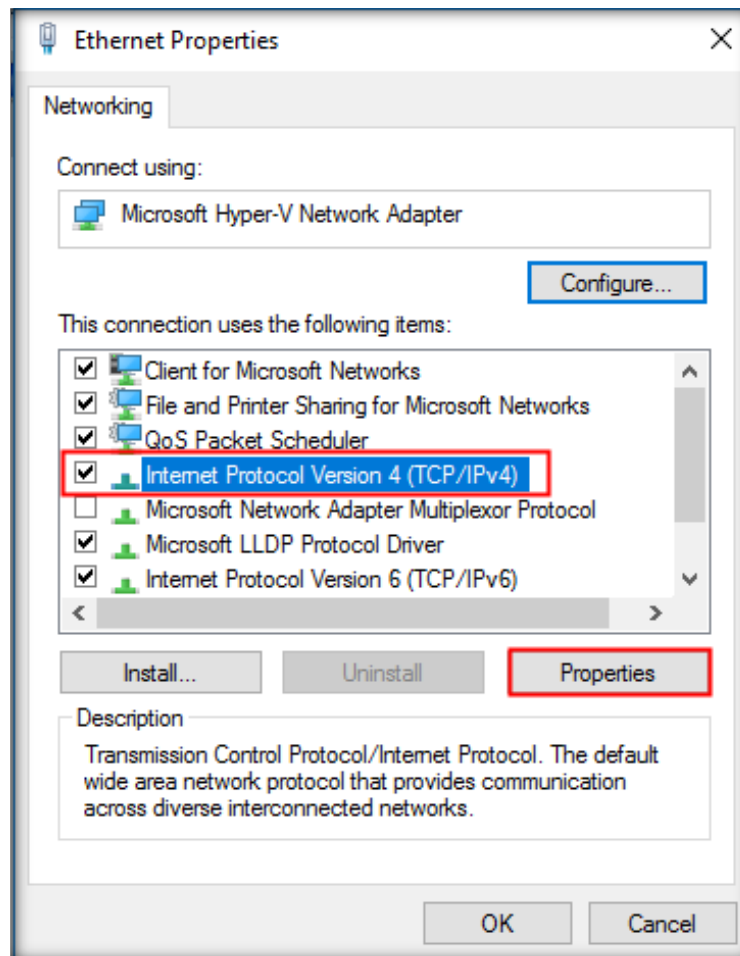 Ethernet Properties
Networking
Connect using:
Microsoft Hyper-V Network Adapter
Configure...
This connection uses the following items:
Client for Microsoft Networks
File and Printer Sharing for Microsoft Networks
QoS Packet Scheduler
Internet Protocol Version 4 (TCP/IPv4)
Microsoft Network Adapter Multiplexor Protocol
Microsoft LLDP Protocol Driver
Internet Protocol Version 6 (TCP/IPv6)
Install...
Uninstall
Properties
Description
Transmission Control Protocol/Internet Protocol. The default
wide area network protocol that provides communication
across diverse interconnected networks.
OK
Cancel